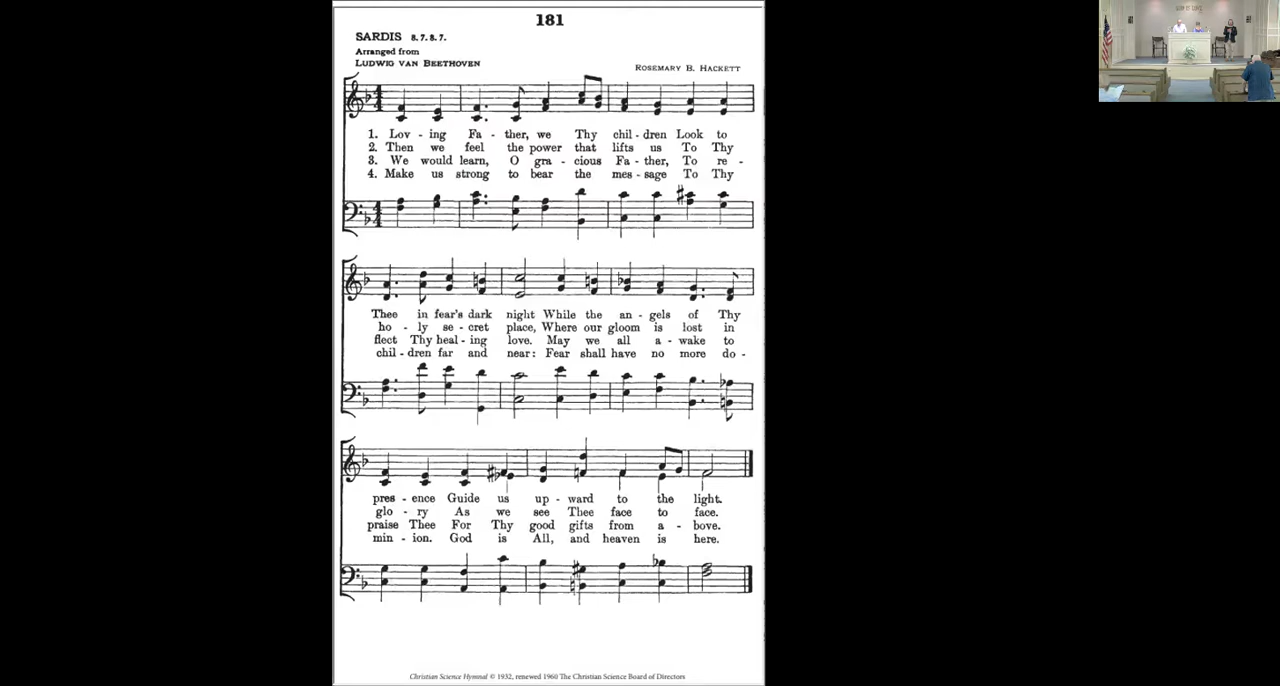 181
SARDIS 8.7.8.7.
Arranged from
LUDWIG VAN BEETHOVEN
ROSEMARY B. HACKETT
1. Lov - ing Fa - ther, we Thy chil - dren Look to
2. Then we feel the power that lifts us To Thy
3. We would learn, O gra - cious Fa - ther, To re -
4. Make us strong to bear the mes - sage To Thy
Thee in fear's dark night While the an - gels of Thy
ho - ly se - cret place, Where our gloom is lost in
flect Thy heal - ing love. May we all a - wake to
chil - dren far and near: Fear shall have no more do -
pres - ence Guide us up - ward to the light.
glo - ry As we see Thee face to face.
praise Thee For Thy good gifts from a - bove.
min - ion. God is All, and heaven is here.
Christian Science Hymnal © 1932, renewed 1960 The Christian Science Board of Directors